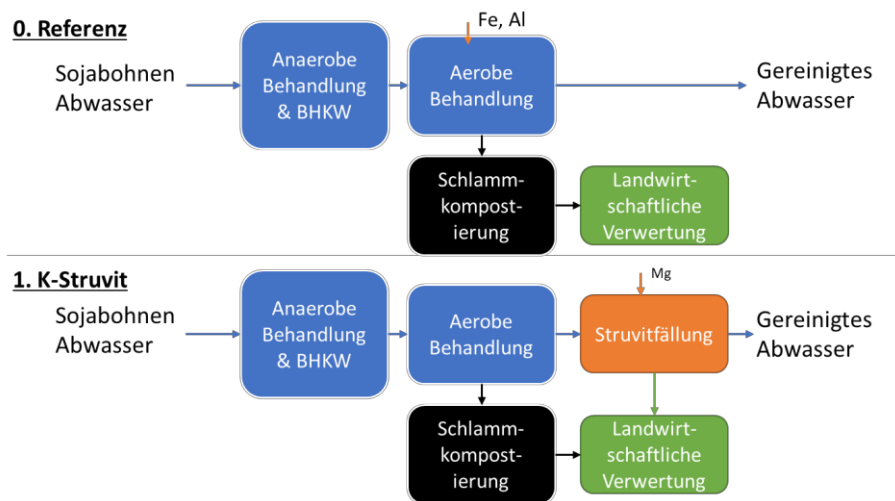 0. Referenz
Fe, Al
Sojabohnen
Abwasser
Anaerobe
Behandlung
& BHKW
Aerobe
Behandlung
Gereinigtes
Abwasser
Schlamm-
kompost-
ierung
Landwirt-
schaftliche
Verwertung
1. K-Struvit
Mg
Sojabohnen
Abwasser
Anaerobe
Behandlung
& BHKW
Aerobe
Behandlung
Struvitfällung
Gereinigtes
Abwasser
Schlamm-
kompost-
ierung
Landwirt-
schaftliche
Verwertung